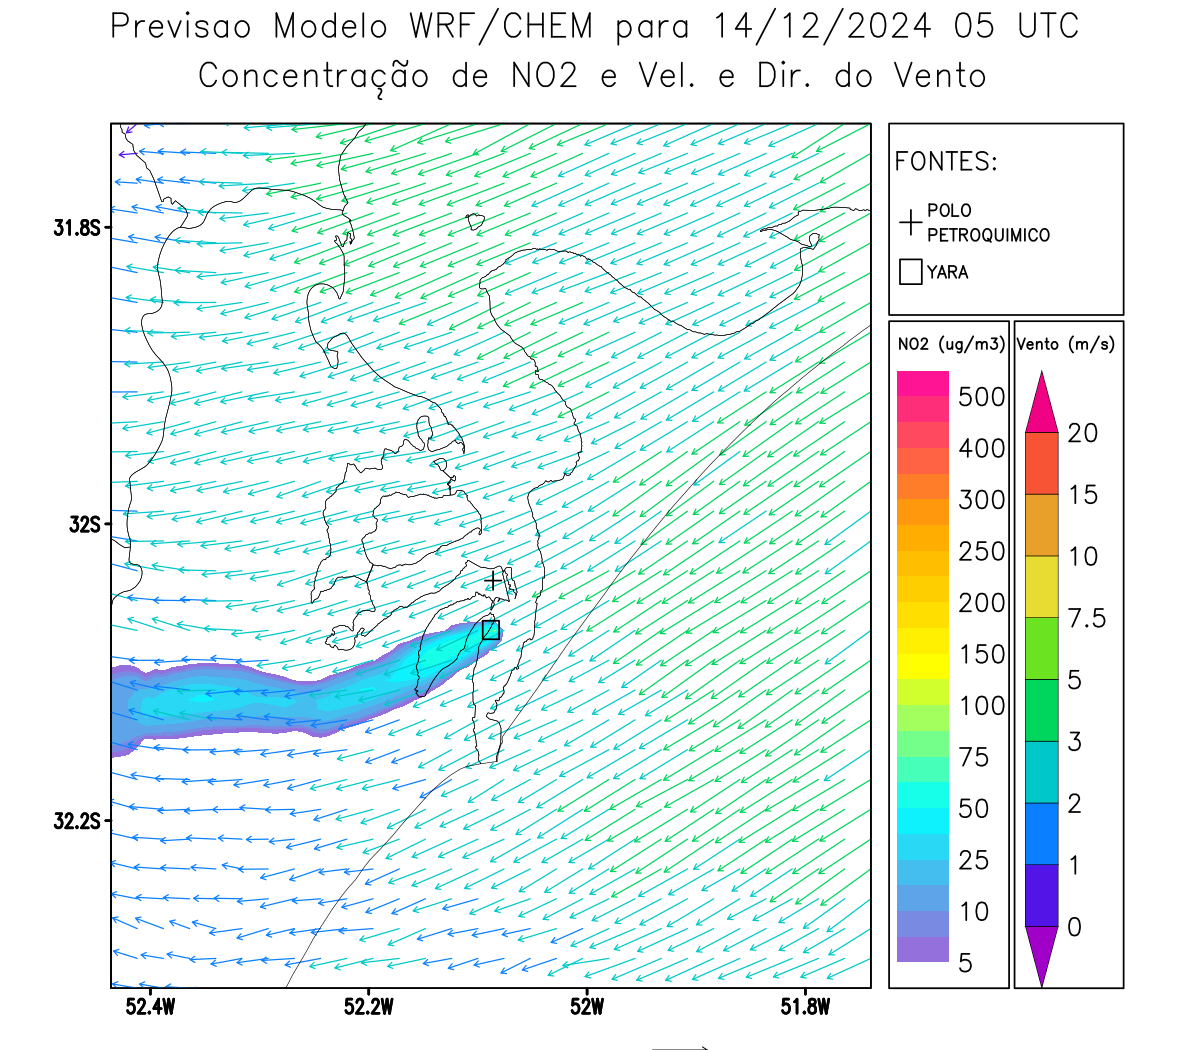 Previsao Modelo WRF/CHEM para 14/12/2024 05 UTC
Concentração de NO2 e Vel. e Dir. do Vento
FONTES:
POLO
PETROQUIMICO
YARA
NO2 (ug/m3)
500
400
300
250
200
150
100
75
50
25
10
5
Vento (m/s)
20
15
10
7.5
5
3
2
1
0
31.8S
32S
32.2S
52.4W
52.2W
52W
51.8W